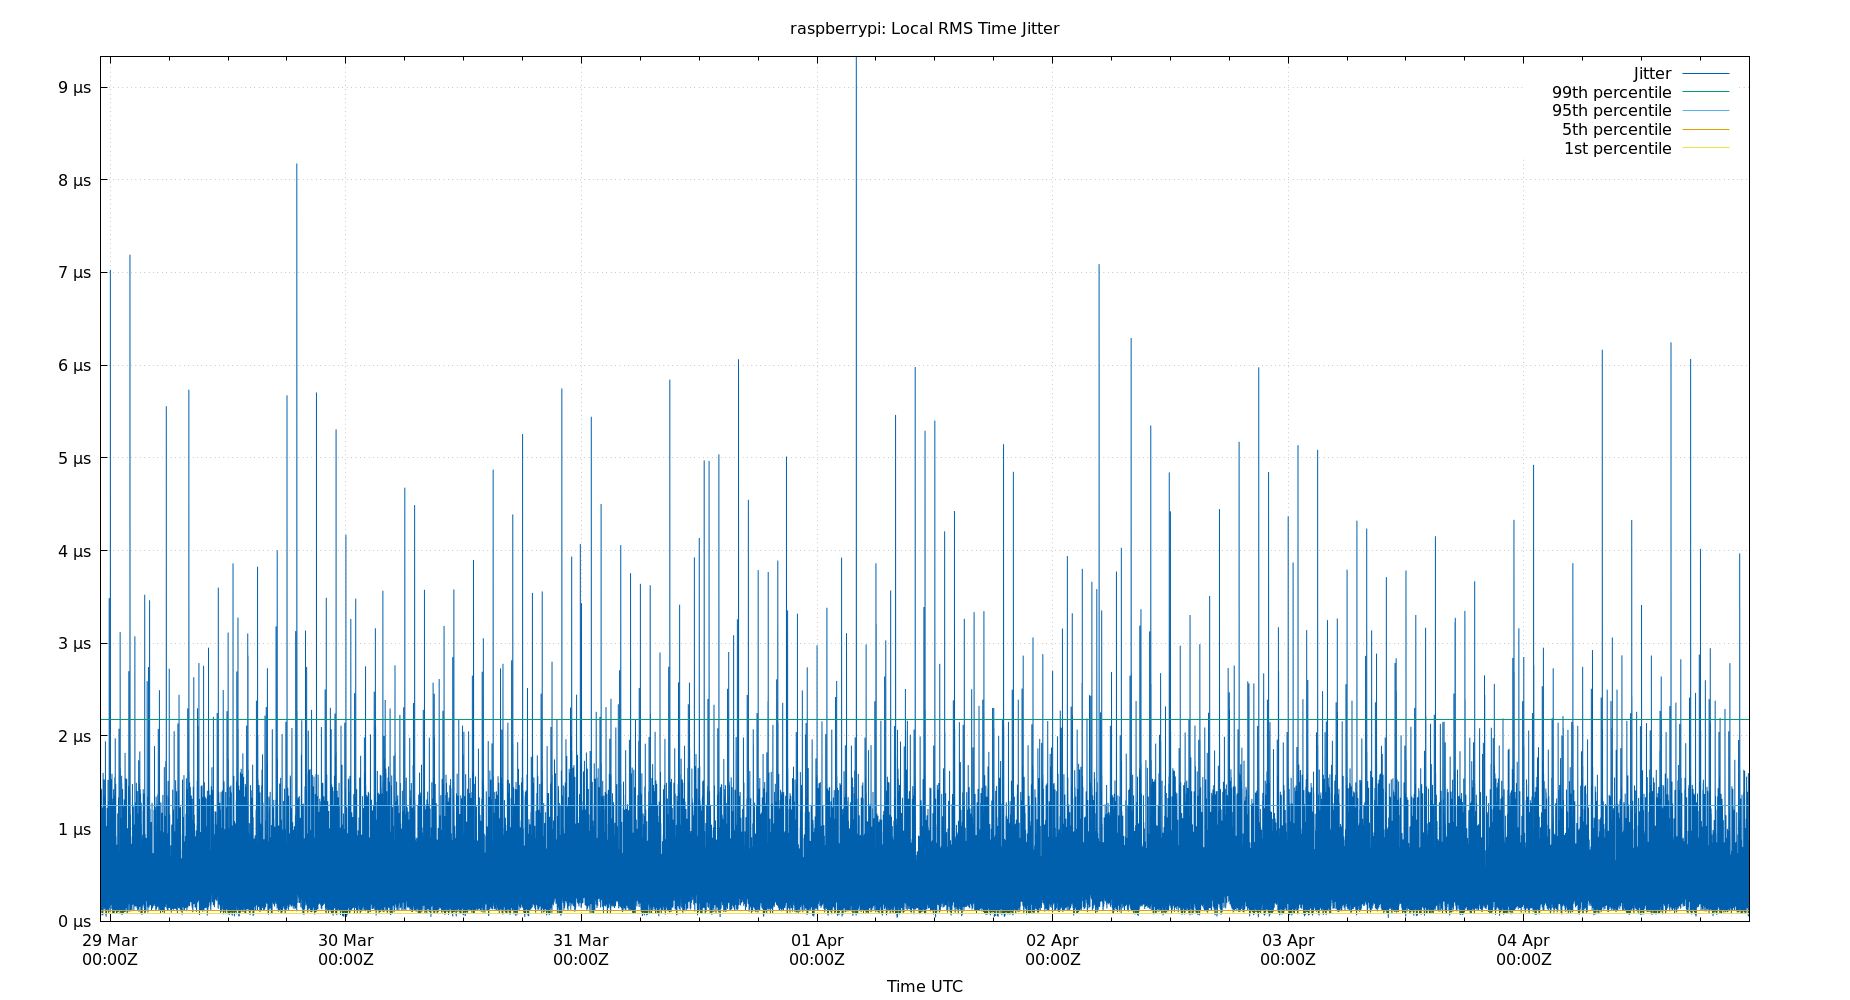 raspberrypi: Local RMS Time Jitter
Jitter
99th percentile
95th percentile
5th percentile
1st percentile
9 µs
8 µs
7 µs
6 µs
5 µs
4 µs
3 µs
2 µs
1 µs
0 µs
29 Mar 30 Mar 31 Mar 01 Apr 02 Apr 03 Apr 04 Apr
00:00Z 00:00Z 00:00Z 00:00Z 00:00Z 00:00Z 00:00Z
Time UTC